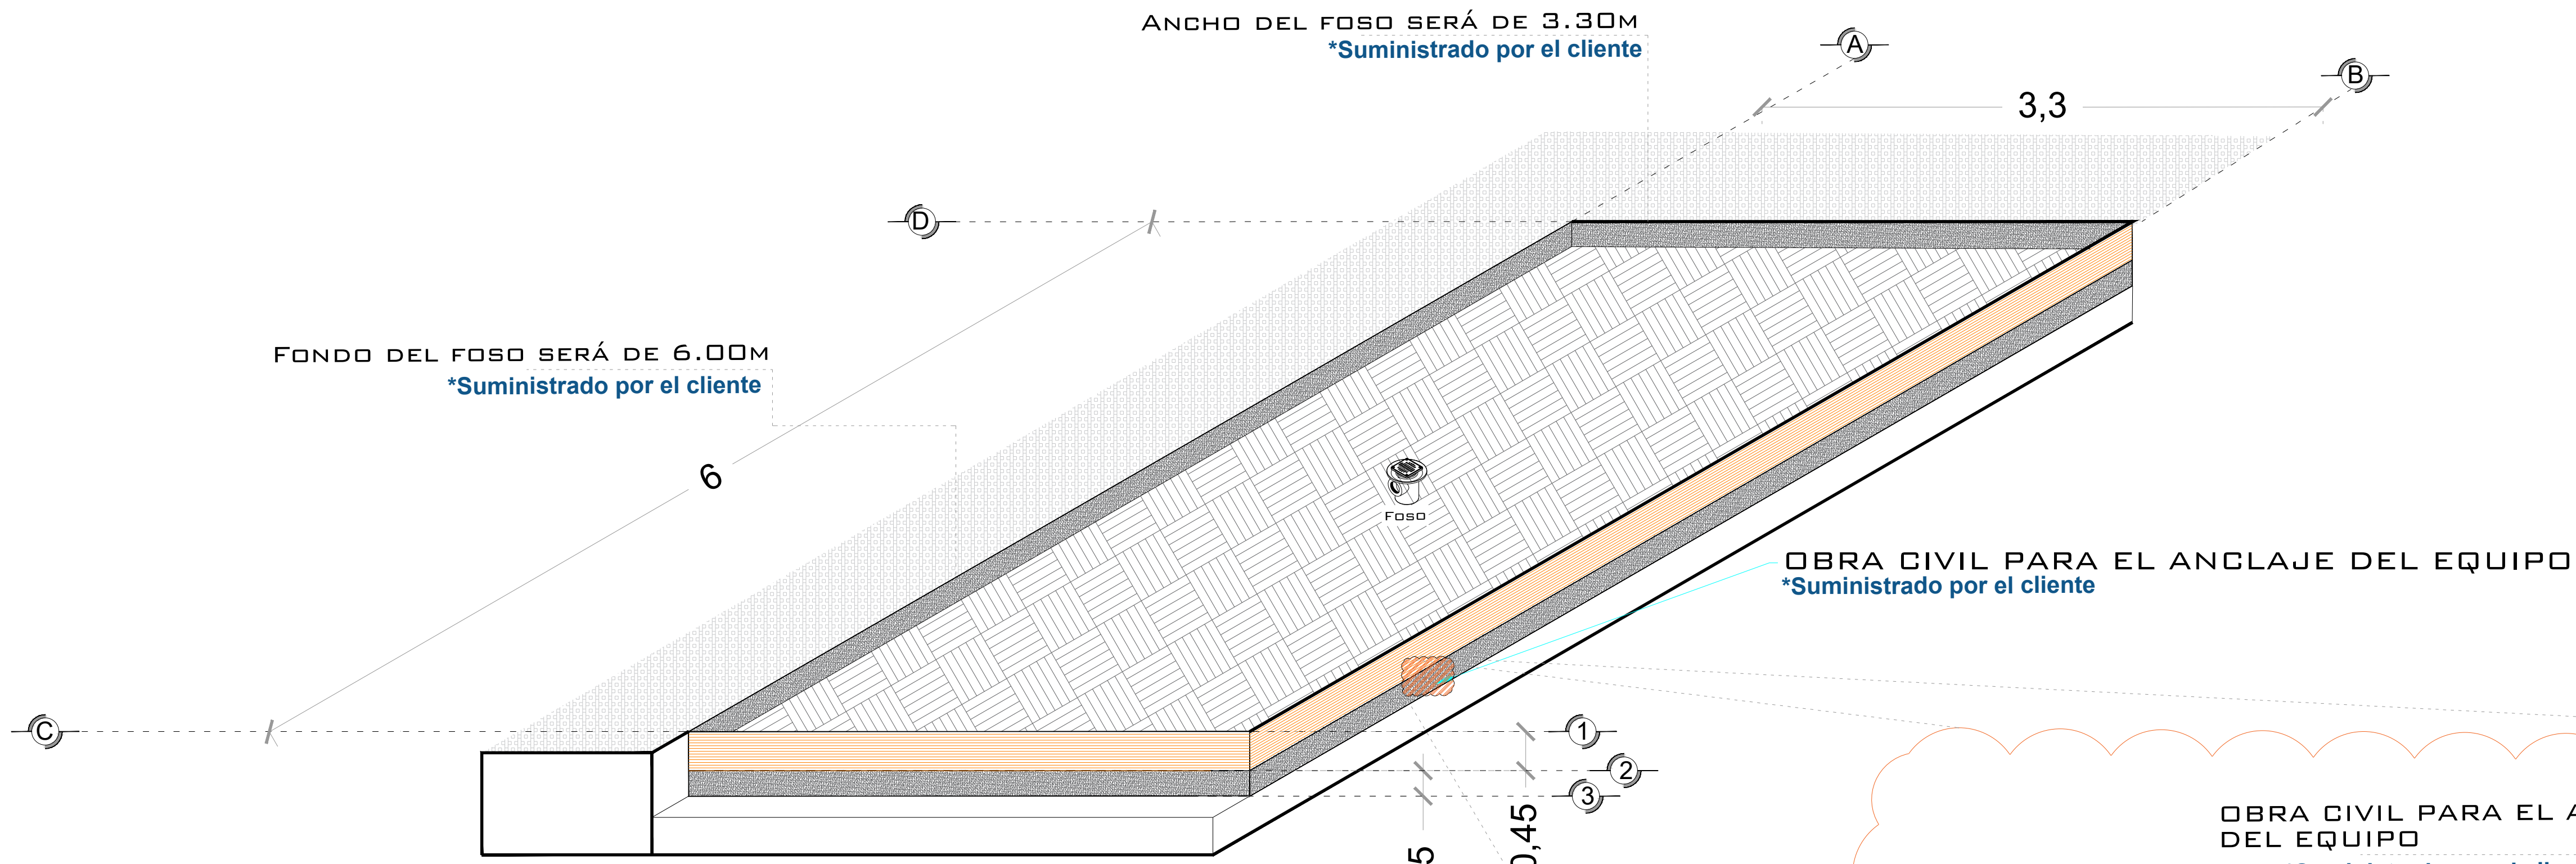 ANCHO DEL FOSO SERÁ DE 3.30M
*Suministrado por el cliente
A
B
3,3
D
FONDO DEL FOSO SERÁ DE 6.00M
*Suministrado por el cliente
6
FOSO
OBRA CIVIL PARA EL ANCLAJE DEL EQUIPO
*Suministrado por el cliente
C
1
2
3
0,45
OBRA CIVIL PARA EL
DEL EQUIPO